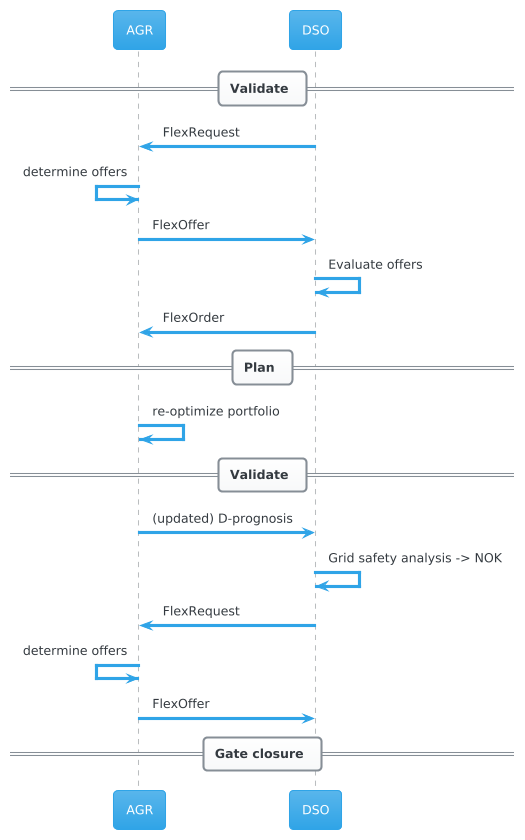 AGR DSO
Validate
FlexRequest
determine offers
FlexOffer
Evaluate offers
FlexOrder
Plan
re-optimize portfolio
Validate
(updated) D-prognosis
Grid safety analysis -> NOK
FlexRequest
determine offers
FlexOffer
Gate closure
AGR DSO